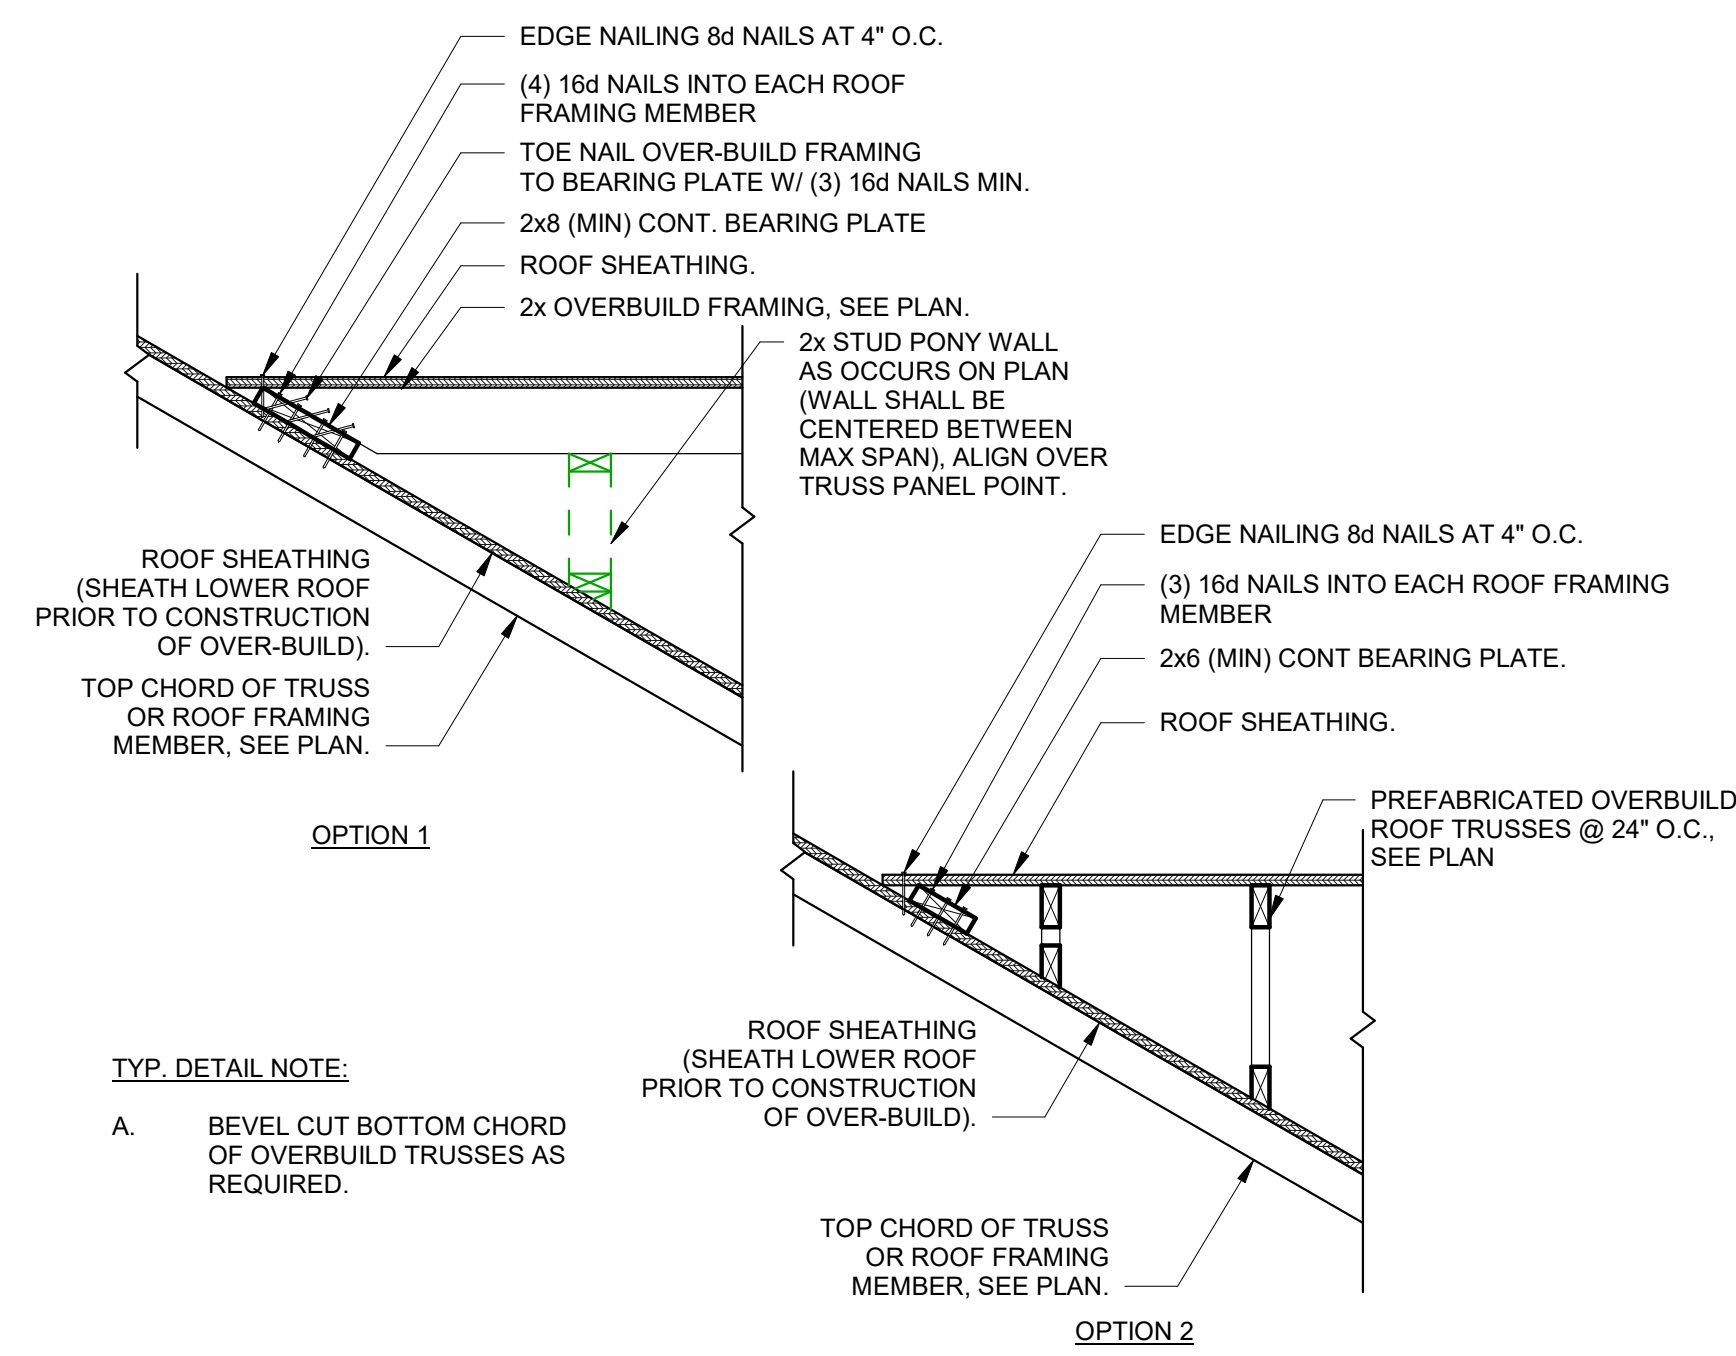 EDGE NAILING 8d NAILS AT 4" O.C.
(4) 16d NAILS INTO EACH ROOF
FRAMING MEMBER
TOE NAIL OVER-BUILD FRAMING
TO BEARING PLATE W/ (3) 16d NAILS MIN.
2x8 (MIN) CONT. BEARING PLATE
ROOF SHEATHING.
2x OVERBUILD FRAMING, SEE PLAN.
2x STUD PONY WALL
AS OCCURS ON PLAN
(WALL SHALL BE
CENTERED BETWEEN
MAX SPAN), ALIGN OVER
TRUSS PANEL POINT.
ROOF SHEATHING
(SHEATH LOWER ROOF
PRIOR TO CONSTRUCTION
OF OVER-BUILD).
TOP CHORD OF TRUSS
OR ROOF FRAMING
MEMBER, SEE PLAN.
OPTION 1
EDGE NAILING 8d NAILS AT 4" O.C.
(3) 16d NAILS INTO EACH ROOF FRAMING
MEMBER
2x6 (MIN) CONT BEARING PLATE.
ROOF SHEATHING.
PREFABRICATED OVERBUILD
ROOF TRUSSES @ 24" O.C.,
SEE PLAN
ROOF SHEATHING
(SHEATH LOWER ROOF
PRIOR TO CONSTRUCTION
OF OVER-BUILD).
TOP CHORD OF TRUSS
OR ROOF FRAMING
MEMBER, SEE PLAN.
OPTION 2
TYP. DETAIL NOTE:
A. BEVEL CUT BOTTOM CHORD
OF OVERBUILD TRUSSES AS
REQUIRED.